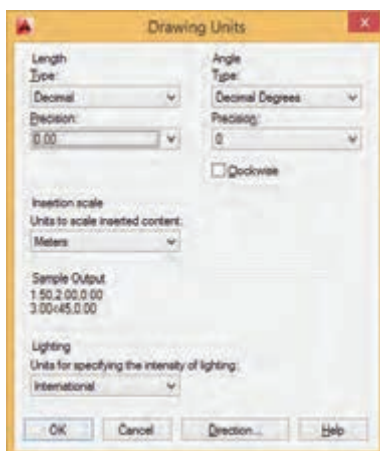 Drawing Units
Length
Type:
Decimal
Precision:
0.00
Angle
Type:
Decimal Degrees
Precision:
0
Clockwise
Insertion scale
Units to scale inserted content:
Meters
Sample Output
1.50,2.00,0.00
3.00<45,0.00
Lighting
Units for specifying the intensity of lighting:
International
OK
Cancel
Direction...
Help